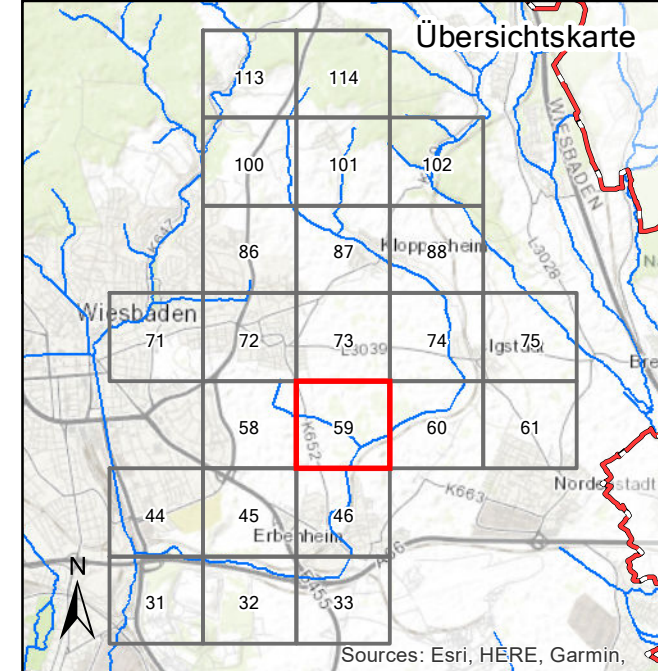 Übersichtskarte
113 114
WIESBADEN
100 101 102
K647
86 87 Kloppenheim 88
L3028
Wiesbaden
71 72 73 74 Igstadt 75
L3039
Bre
58 59 60 61
K652
Nordenstadt
K663
44 45 46
Erbenheim
A66
N
31 32 33
Sources: Esri, HERE, Garmin,